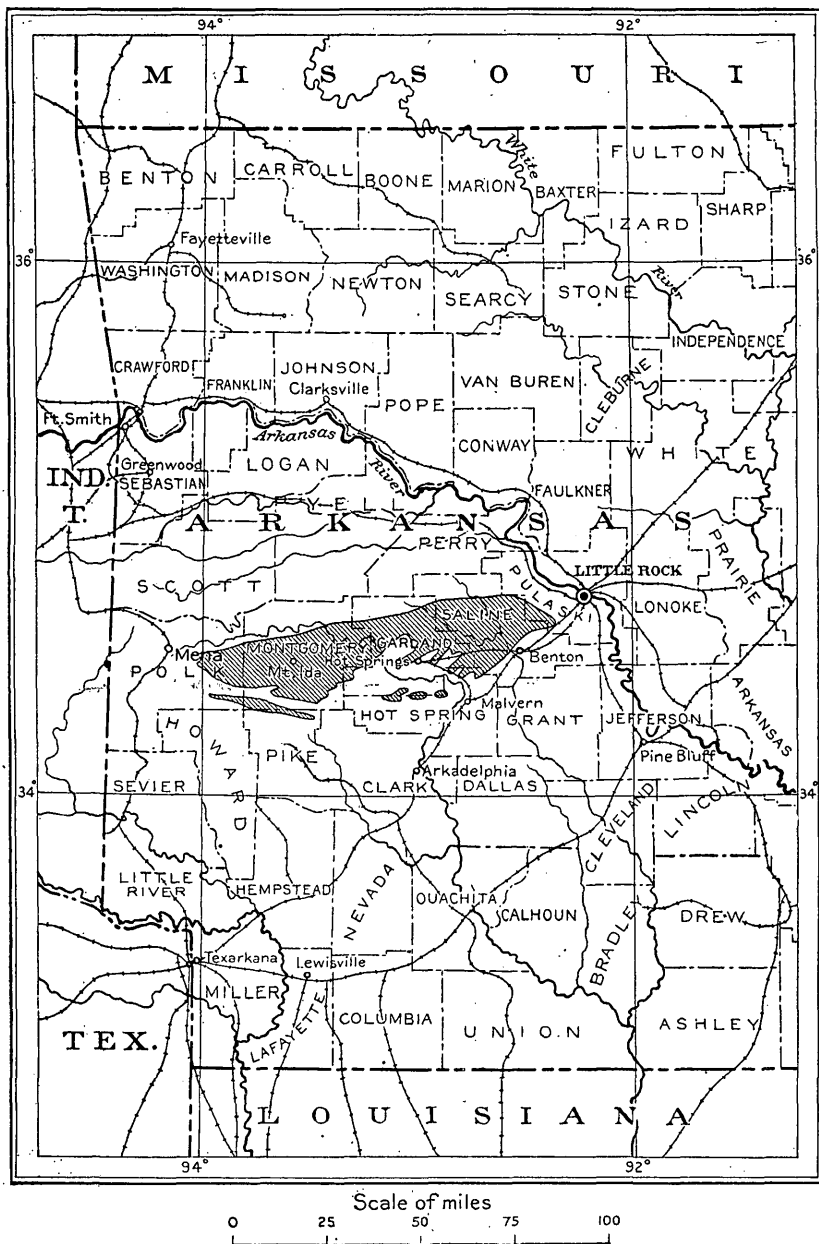 94° 92°
MISSOURI
White
FULTON
BENTON CARROLL BOONE MARION BAXTER
IZARD SHARP
Fayetteville
36° 36°
WASHINGTON MADISON NEWTON
River
SEARCY STONE
INDEPENDENCE
CRAWFORD FRANKLIN JOHNSON
Clarksville
VAN BUREN CLEBURNE
POPE
Ft. Smith
Arkansas
River
CONWAY WHITE
Greenwood LOGAN
IND. SEBASTIAN
T.
FAULKNER
YELL
ARKANSAS
PERRY PRAIRIE
LITTLE ROCK
SCOTT
PULASKI LONOKE
SALINE
MONTGOMERY GARLAND
Mena Hot Springs Benton
POLK Mt. Ida
ARKANSAS
Malvern
HOT SPRING GRANT JEFFERSON
HOWARD
PIKE Pine Bluff
Arkadelphia
SEVIER CLARK DALLAS
34° 34°
CLEVELAND LINCOLN
LITTLE
RIVER HEMPSTEAD
NEVADA OUACHITA
CALHOUN BRADLEY DREW
Texarkana Lewisville
MILLER
LAFAYETTE COLUMBIA UNION ASHLEY
TEX.
LOUISIANA
94° 92°
Scale of miles
0 25 50 75 100